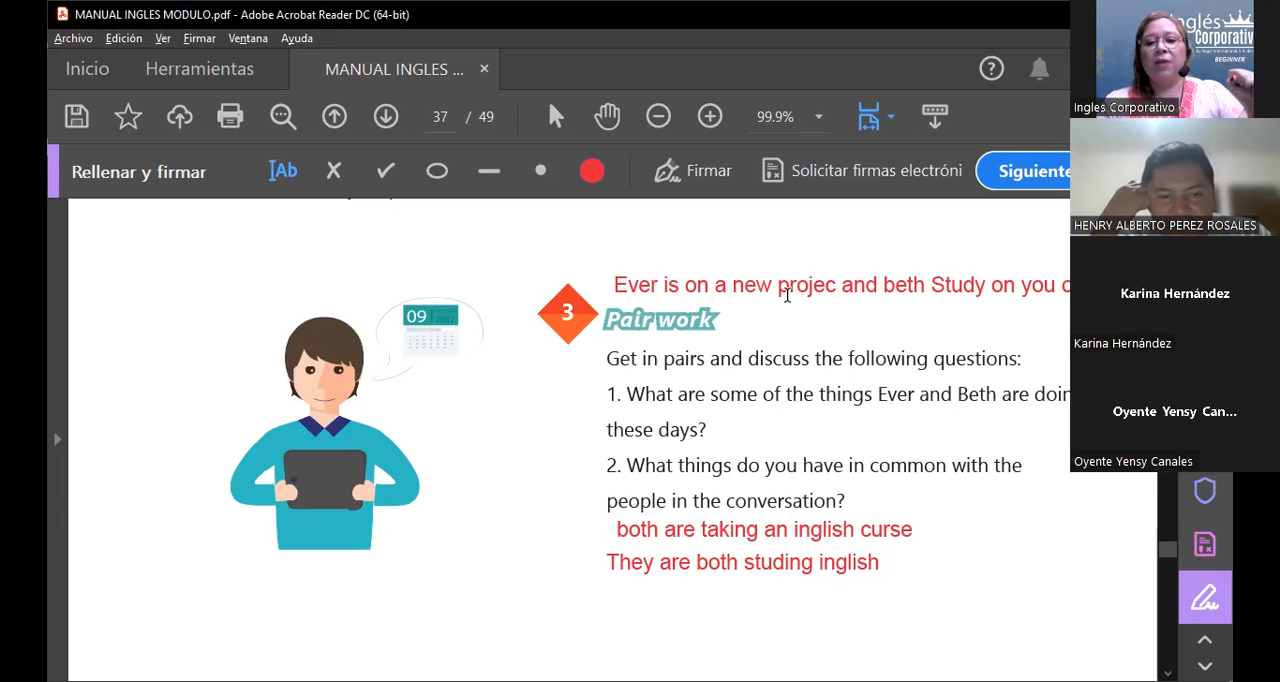 MANUAL INGLES MODULO.pdf - Adobe Acrobat Reader DC (64-bit)
Archivo Edición Ver Firmar Ventana Ayuda
Inicio Herramientas MANUAL INGLES ... ×
37 / 49 99.9%
Rellenar y firmar Ab Firmar Solicitar firmas electróni Siguiente
Ever is on a new projec and beth Study on you
3
Pair work
Get in pairs and discuss the following questions:
1. What are some of the things Ever and Beth are doin
these days?
2. What things do you have in common with the
people in the conversation?
both are taking an inglish curse
They are both studing inglish
09
Inglés
Corporativ
BEGINNER
Ingles Corporativo
HENRY ALBERTO PEREZ ROSALES
Karina Hernández
Karina Hernández
Oyente Yensy Can...
Oyente Yensy Canales